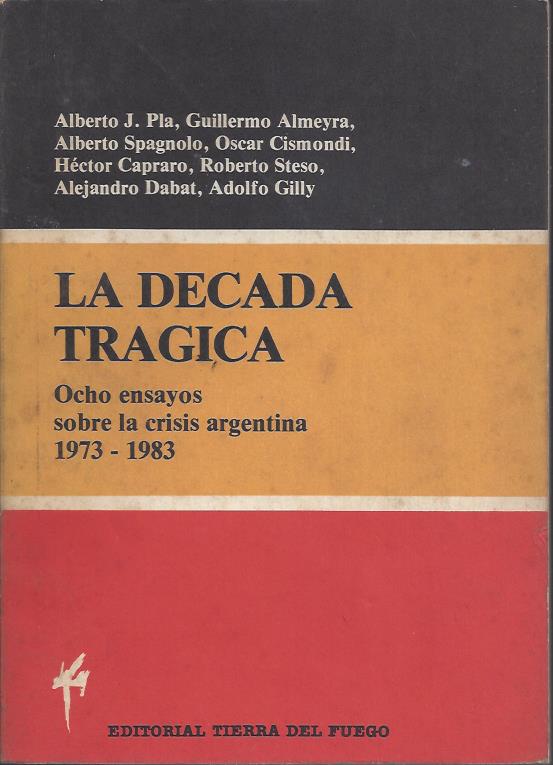 Alberto J. Pla, Guillermo Almeyra,
Alberto Spagnolo, Oscar Cismondi,
Héctor Capraro, Roberto Steso,
Alejandro Dabat, Adolfo Gilly
LA DECADA
TRAGICA
Ocho ensayos
sobre la crisis argentina
1973 - 1983
EDITORIAL TIERRA DEL FUEGO